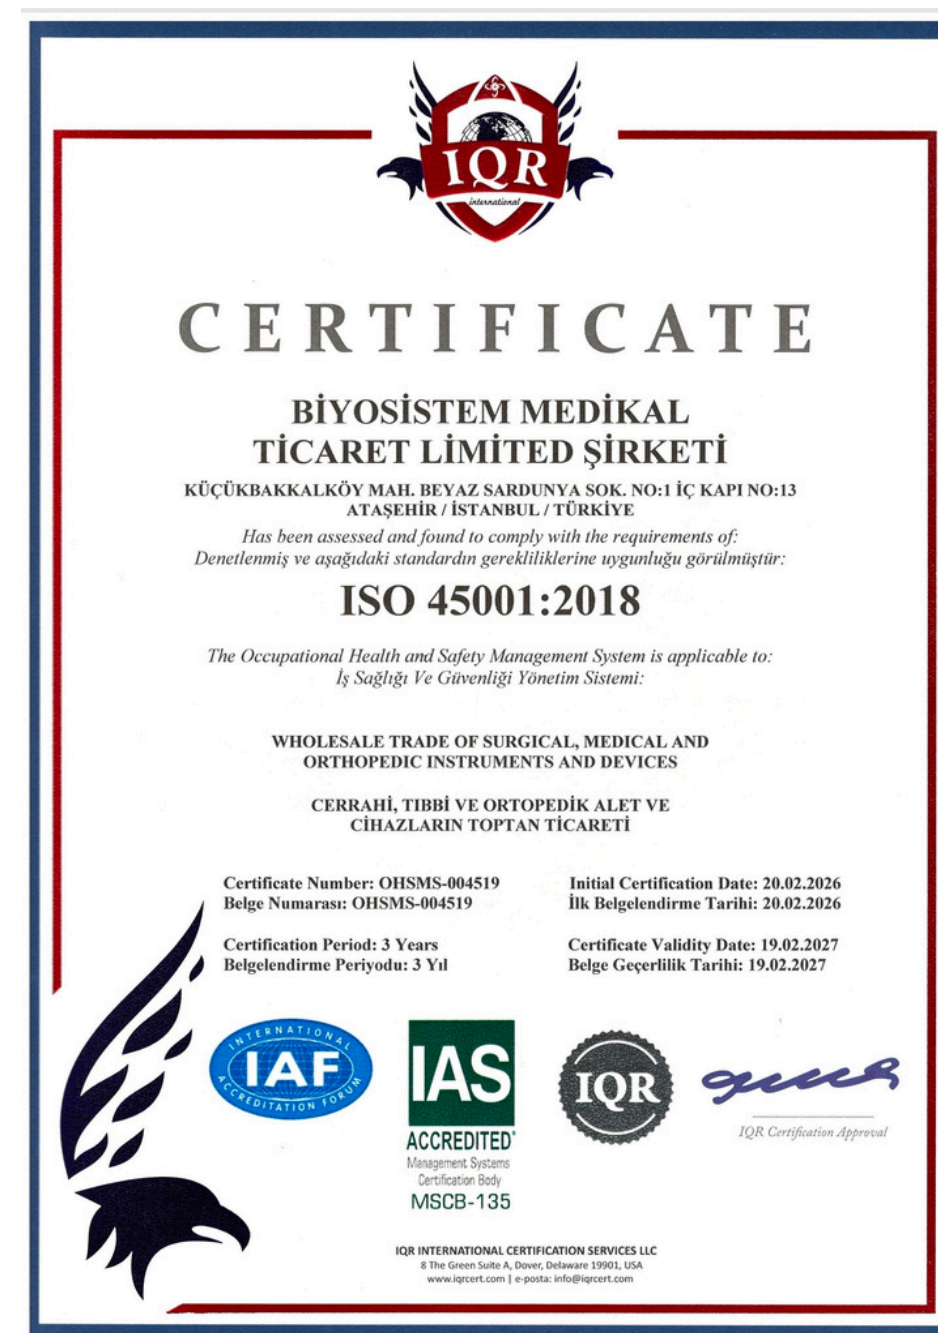 IQR
international
CERTIFICATE
BİYOSİSTEM MEDİKAL
TİCARET LİMİTED ŞİRKETİ
KÜÇÜKBAKKALKÖY MAH. BEYAZ SARDUNYA SOK. NO:1 İÇ KAPI NO:13
ATAŞEHİR / İSTANBUL / TÜRKİYE
Has been assessed and found to comply with the requirements of:
Denetlenmiş ve aşağıdaki standardın gerekliliklerine uygunluğu görülmüştür:
ISO 45001:2018
The Occupational Health and Safety Management System is applicable to:
İş Sağlığı Ve Güvenliği Yönetim Sistemi:
WHOLESALE TRADE OF SURGICAL, MEDICAL AND
ORTHOPEDIC INSTRUMENTS AND DEVICES
CERRAHİ, TIBBİ VE ORTOPEDİK ALET VE
CİHAZLARIN TOPTAN TİCARETİ
Certificate Number: OHSMS-004519
Belge Numarası: OHSMS-004519
Initial Certification Date: 20.02.2026
İlk Belgelendirme Tarihi: 20.02.2026
Certification Period: 3 Years
Belgelendirme Periyodu: 3 Yıl
Certificate Validity Date: 19.02.2027
Belge Geçerlilik Tarihi: 19.02.2027
INTERNATIONAL
IAF
ACCREDITATION FORUM
IAS
ACCREDITED
Management Systems
Certification Body
MSCB-135
IQR
IQR Certification Approval
IQR INTERNATIONAL CERTIFICATION SERVICES LLC
8 The Green Suite A, Dover, Delaware 19901, USA
www.iqrcert.com | e-posta: info@iqrcert.com